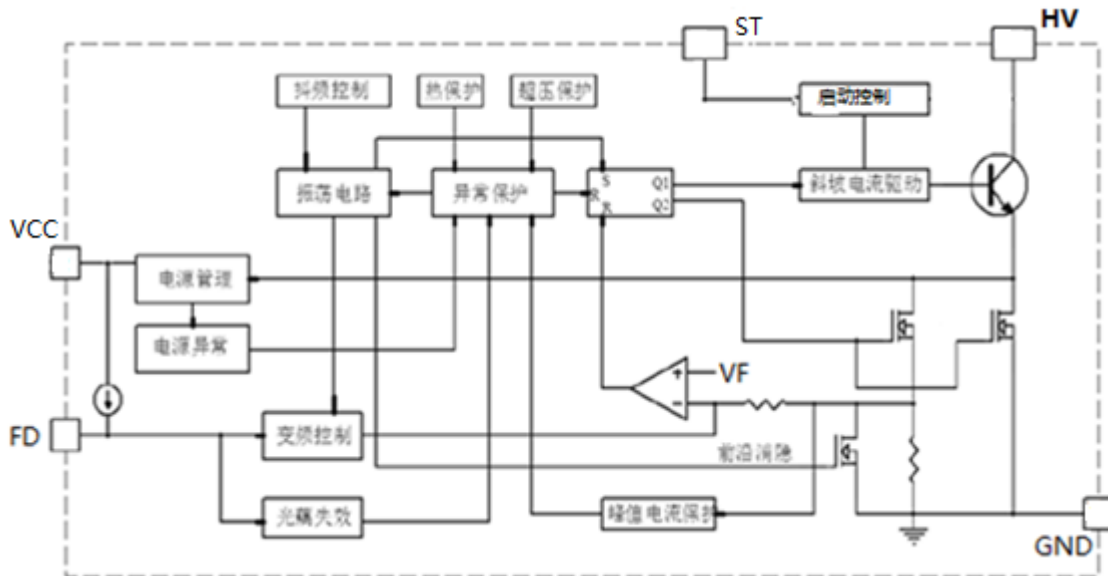 ST
HV
抖频控制
热保护
超压保护
启动控制
振荡电路
异常保护
S
R
R
Q1
Q2
斜坡电流驱动
VCC
电源管理
电源异常
VF
FD
变频控制
前沿消隐
光耦失效
峰值电流保护
GND